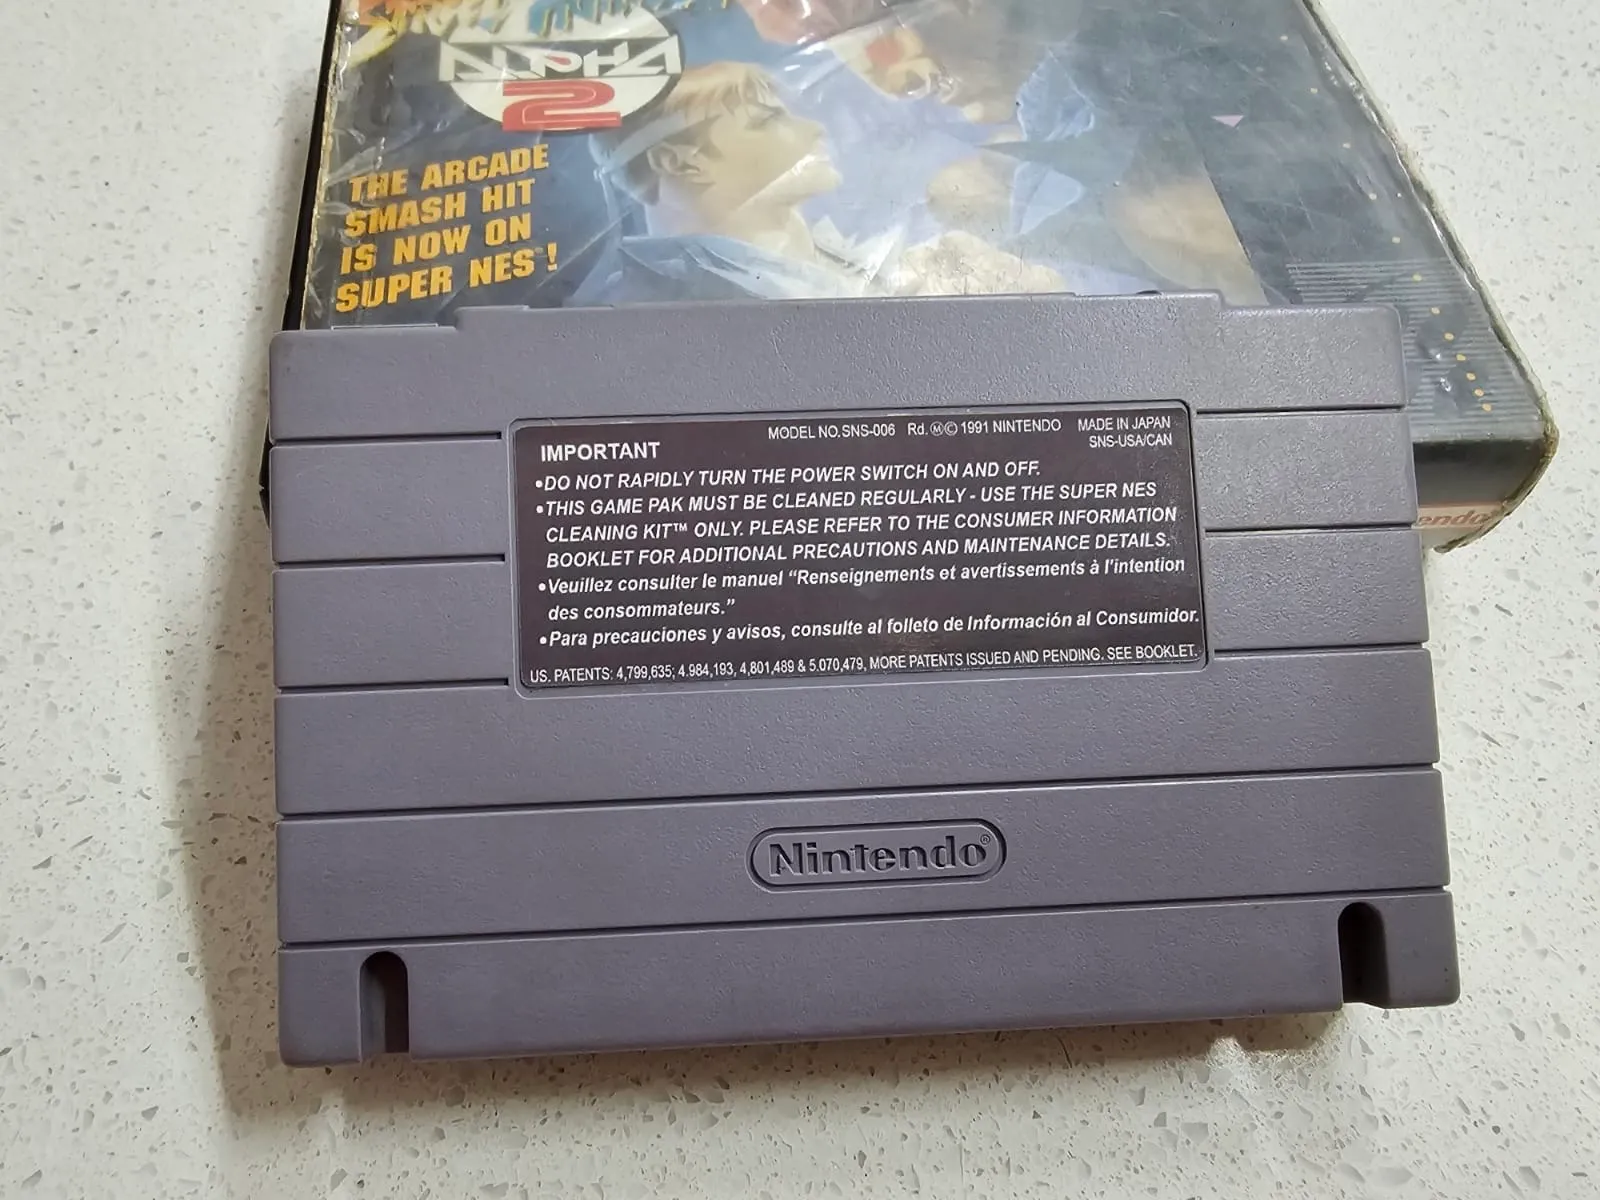 STREET
ALPHA
2
THE ARCADE
SMASH HIT
IS NOW ON
SUPER NES !
endo
IMPORTANT
MODEL NO.SNS-006 Rd.ⓂⒸ 1991 NINTENDO MADE IN JAPAN
SNS-USA/CAN
•DO NOT RAPIDLY TURN THE POWER SWITCH ON AND OFF.
•THIS GAME PAK MUST BE CLEANED REGULARLY - USE THE SUPER NES
CLEANING KIT™ ONLY. PLEASE REFER TO THE CONSUMER INFORMATION
BOOKLET FOR ADDITIONAL PRECAUTIONS AND MAINTENANCE DETAILS.
•Veuillez consulter le manuel “Renseignements et avertissements à l'intention
des consommateurs.”
•Para precauciones y avisos, consulte al folleto de Información al Consumidor.
US. PATENTS: 4,799,635; 4.984,193, 4,801,489 & 5.070,479, MORE PATENTS ISSUED AND PENDING. SEE BOOKLET.
Nintendo®